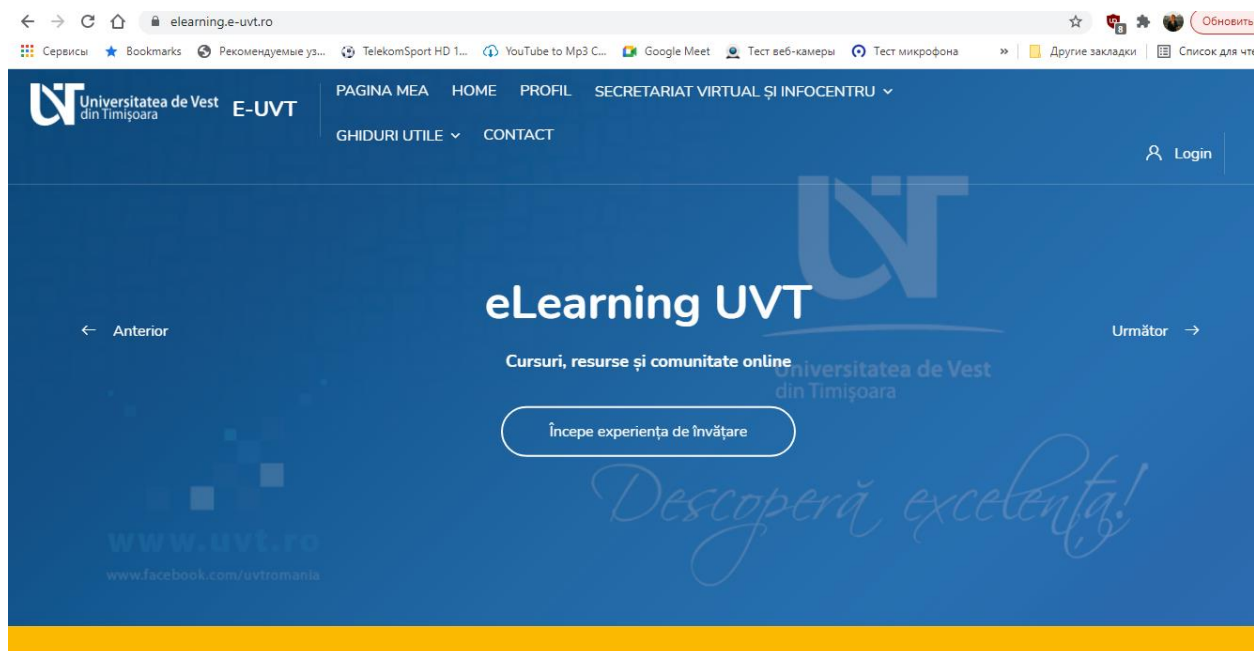 elearning.e-uvt.ro
Обновить
Сервисы Bookmarks Рекомендуемые уз... TelekomSport HD 1... YouTube to Mp3 C... Google Meet Тест веб-камеры Тест микрофона » Другие закладки Список для чте
8
Universitatea de Vest
din Timișoara
E-UVT
PAGINA MEA HOME PROFIL SECRETARIAT VIRTUAL ȘI INFOCENTRU
GHIDURI UTILE CONTACT
Login
eLearning UVT
← Anterior
Următor →
Cursuri, resurse și comunitate online
Universitatea de Vest
din Timișoara
Începe experiența de învățare
Descoperă excelența!
www.uvt.ro
www.facebook.com/uvtromania